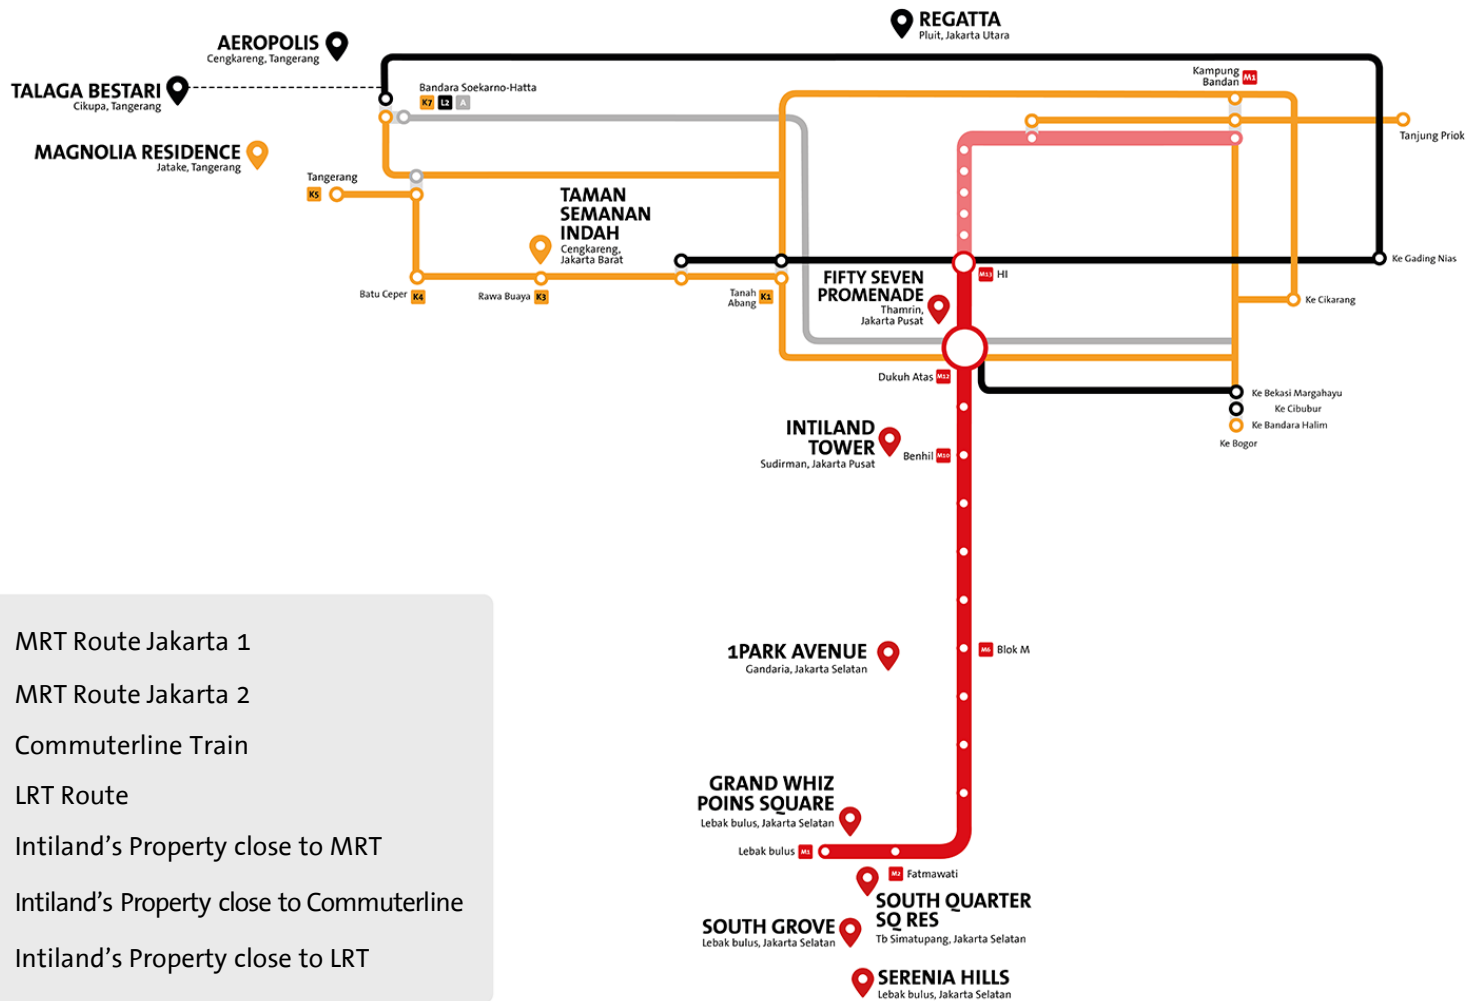 REGATTA
Pluit, Jakarta Utara
AEROPOLIS
Cengkareng, Tangerang
TALAGA BESTARI
Cikupa, Tangerang
Bandara Soekarno-Hatta
K7 L2 A
Kampung
Bandan
M1
Tanjung Priok
MAGNOLIA RESIDENCE
Jatake, Tangerang
Tangerang
K5
TAMAN
SEMANAN
INDAH
Cengkareng,
Jakarta Barat
Batu Ceper K4
Rawa Buaya K3
Tanah
Abang
K1
M13 HI
Ke Gading Nias
FIFTY SEVEN
PROMENADE
Thamrin,
Jakarta Pusat
Ke Cikarang
Dukuh Atas M12
Ke Bekasi Margahayu
Ke Cibubur
Ke Bandara Halim
Ke Bogor
INTILAND
TOWER
Sudirman, Jakarta Pusat
Benhil M10
1PARK AVENUE
Gandaria, Jakarta Selatan
M6 Blok M
GRAND WHIZ
POINS SQUARE
Lebak bulus, Jakarta Selatan
Lebak bulus M1
M2 Fatmawati
SOUTH QUARTER
SQ RES
Tb Simatupang, Jakarta Selatan
SOUTH GROVE
Lebak bulus, Jakarta Selatan
SERENIA HILLS
Lebak bulus, Jakarta Selatan
MRT Route Jakarta 1
MRT Route Jakarta 2
Commuterline Train
LRT Route
Intiland's Property close to MRT
Intiland's Property close to Commuterline
Intiland's Property close to LRT